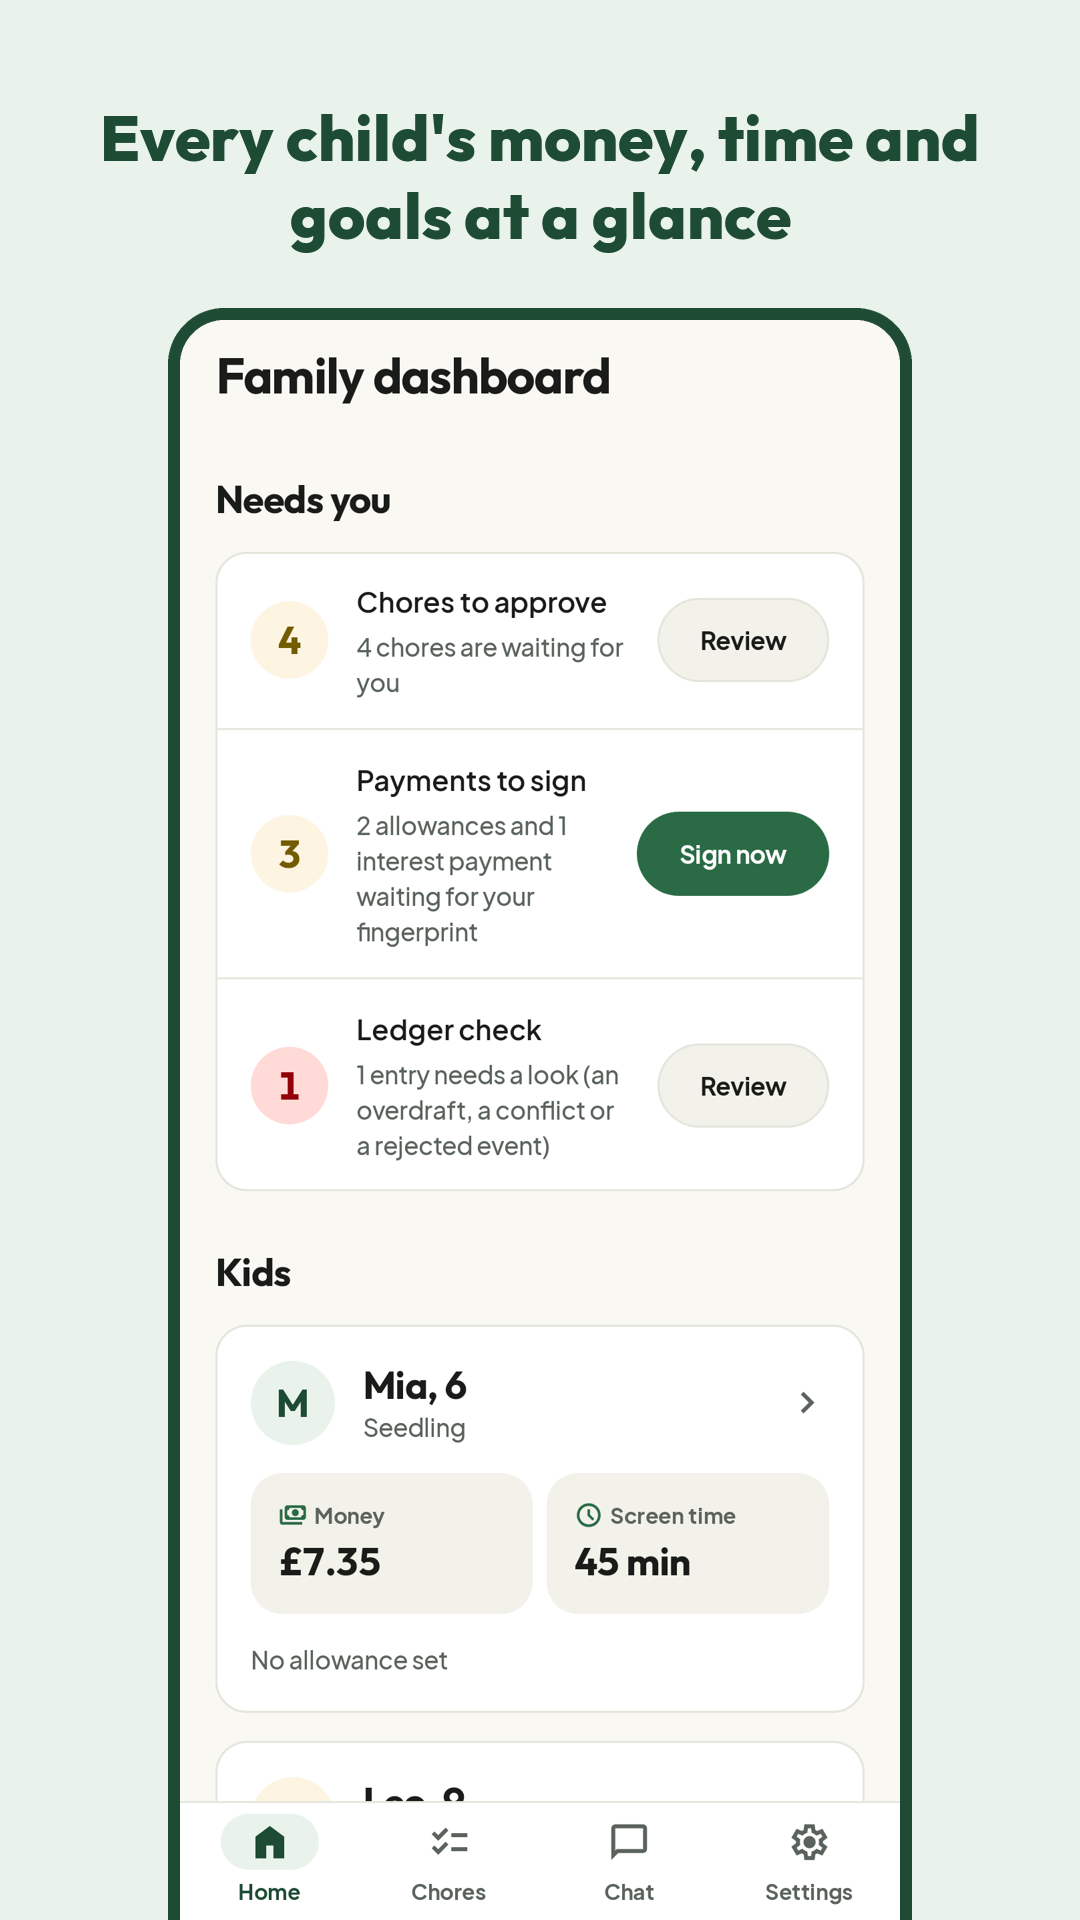 Every child's money, time and
goals at a glance
Family dashboard
Needs you
4
Chores to approve
4 chores are waiting for
you
Review
3
Payments to sign
2 allowances and 1
interest payment
waiting for your
fingerprint
Sign now
1
Ledger check
1 entry needs a look (an
overdraft, a conflict or
a rejected event)
Review
Kids
M
Mia, 6
Seedling
Money
£7.35
Screen time
45 min
No allowance set
Home
Chores
Chat
Settings